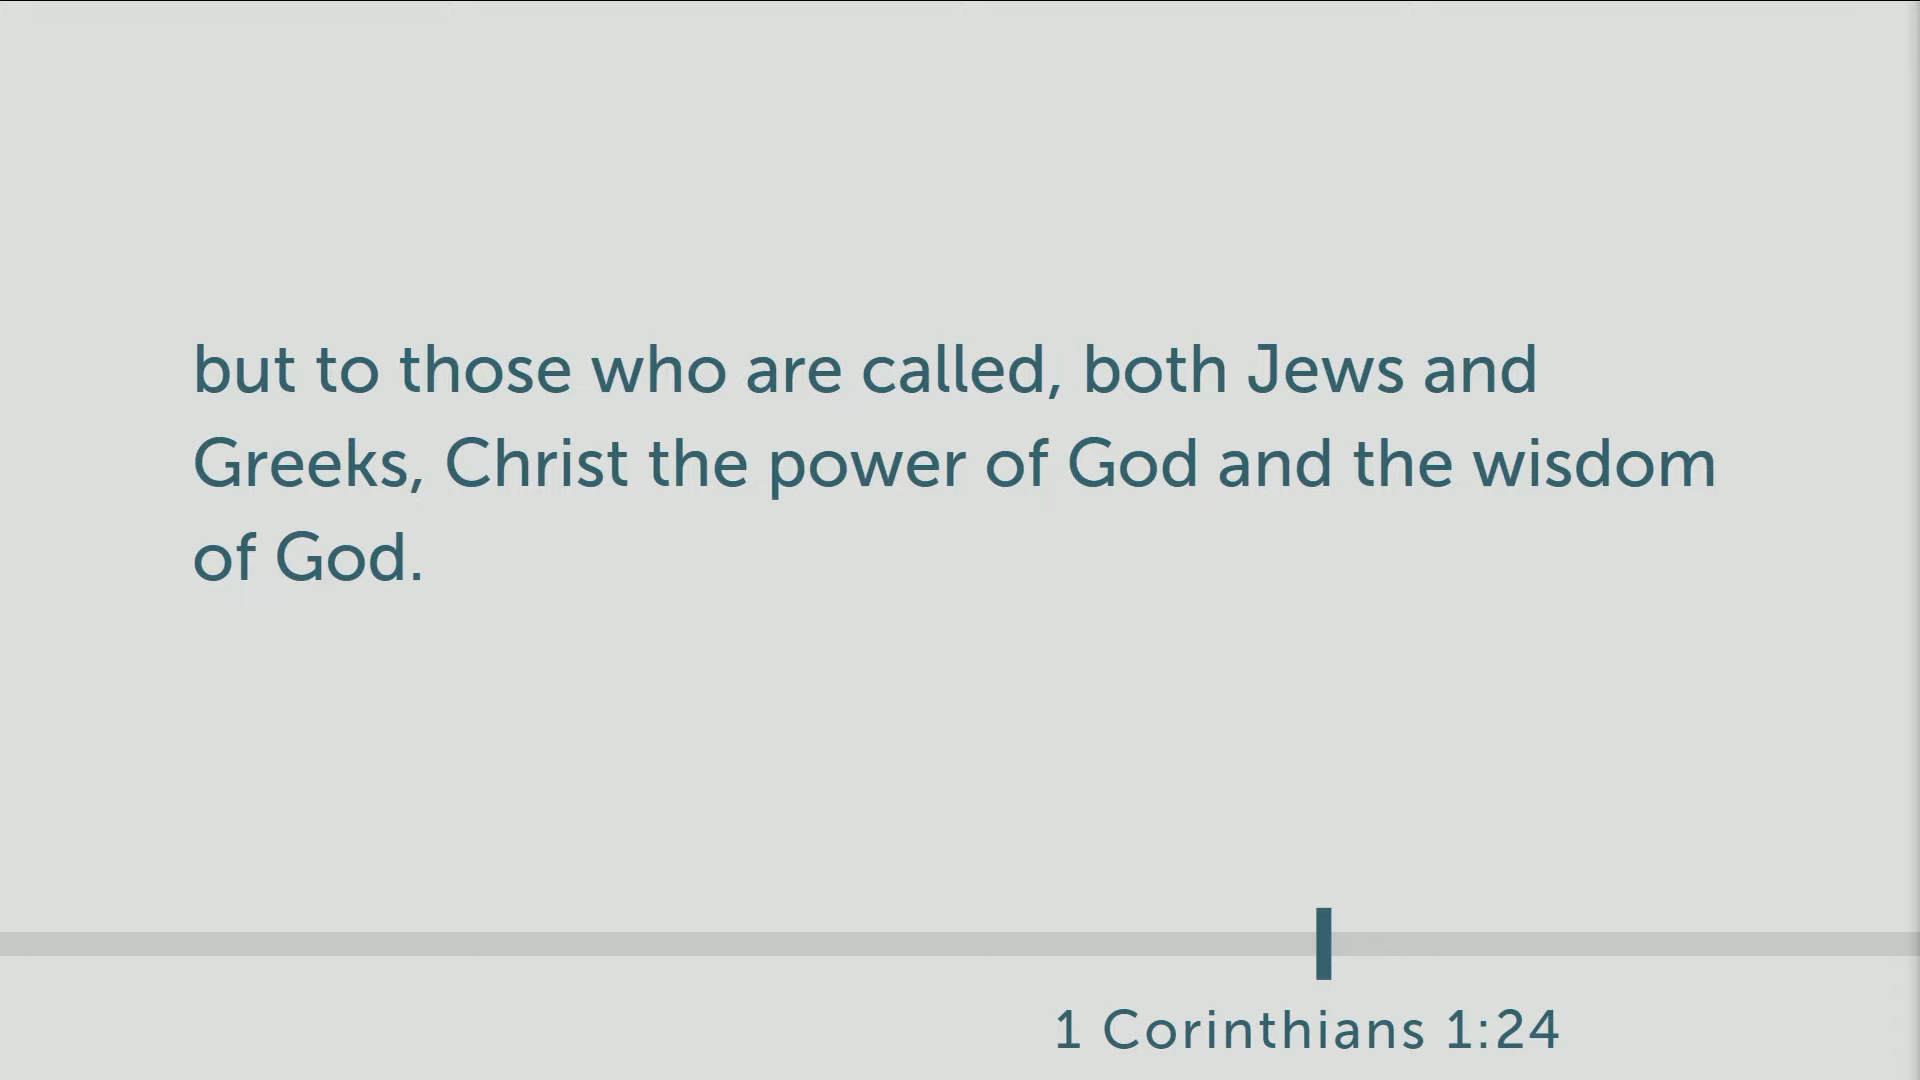 but to those who are called, both Jews and
Greeks, Christ the power of God and the wisdom
of God.
1 Corinthians 1:24